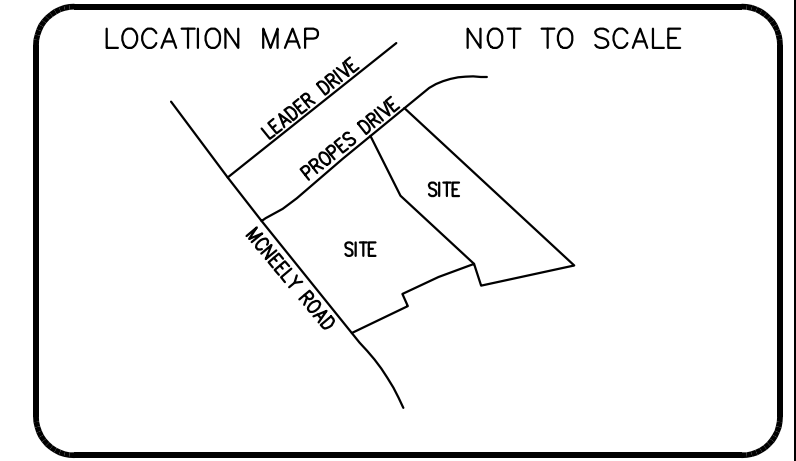 LOCATION MAP
NOT TO SCALE
LEADER DRIVE
PROPES DRIVE
SITE
SITE
MCNEELY ROAD